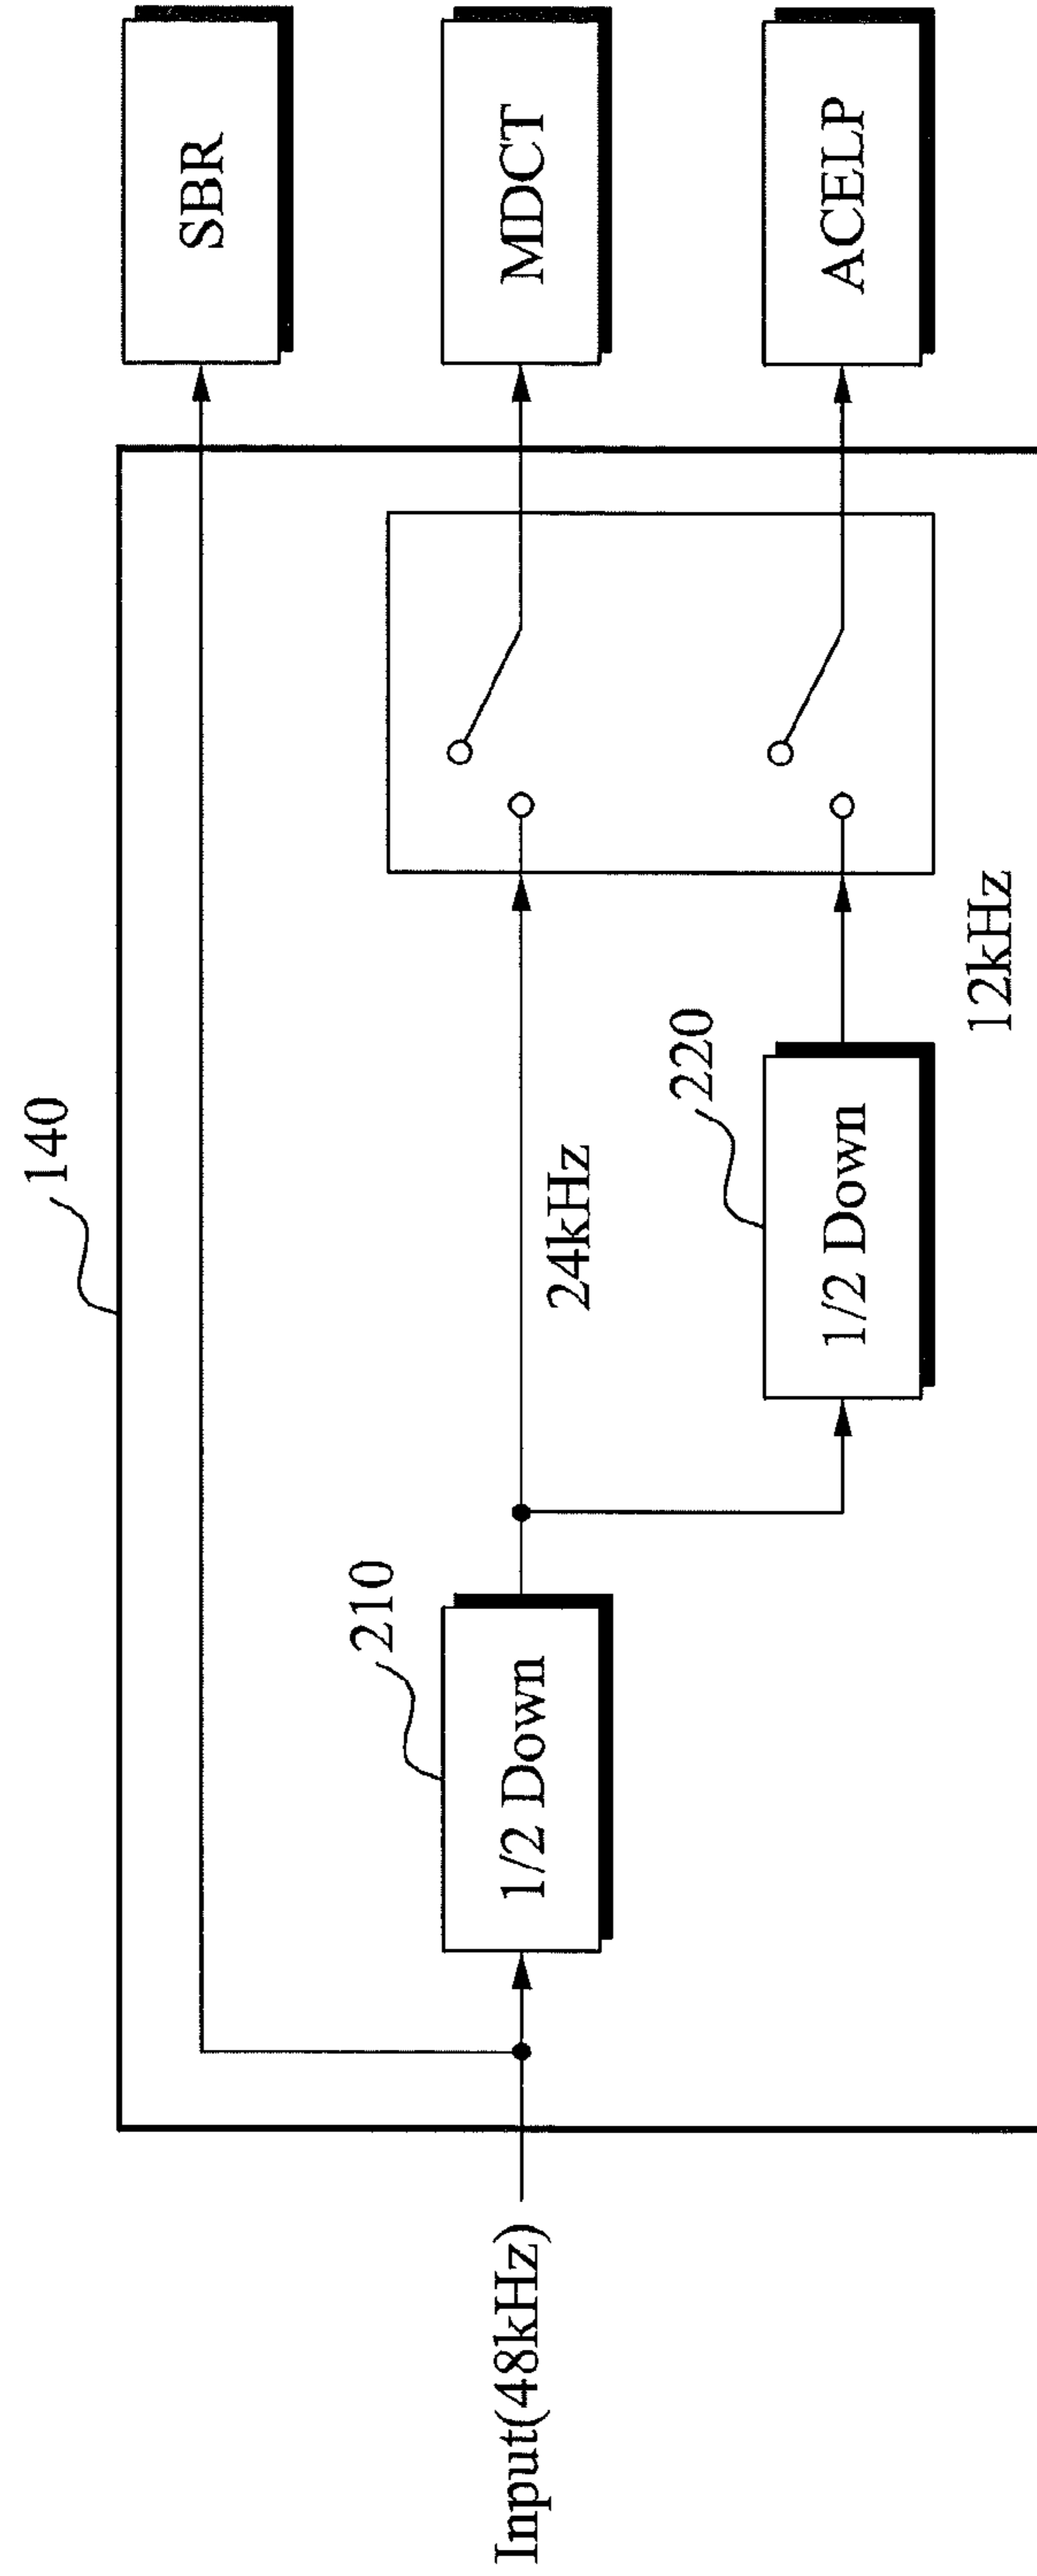 140
SBR
210
1/2 Down
24kHz
MDCT
Input(48kHz)
220
1/2 Down
12kHz
ACELP